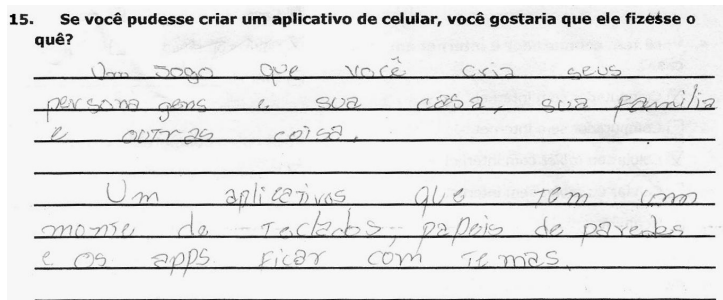 15. Se você pudesse criar um aplicativo de celular, você gostaria que ele fizesse o
quê?
Um jogo que você cria seus
personagens e sua casa, sua família
e outras coisa.
Um aplicativos que tem um
monte de teclados, papeis de paredes
e os apps ficar com temas.